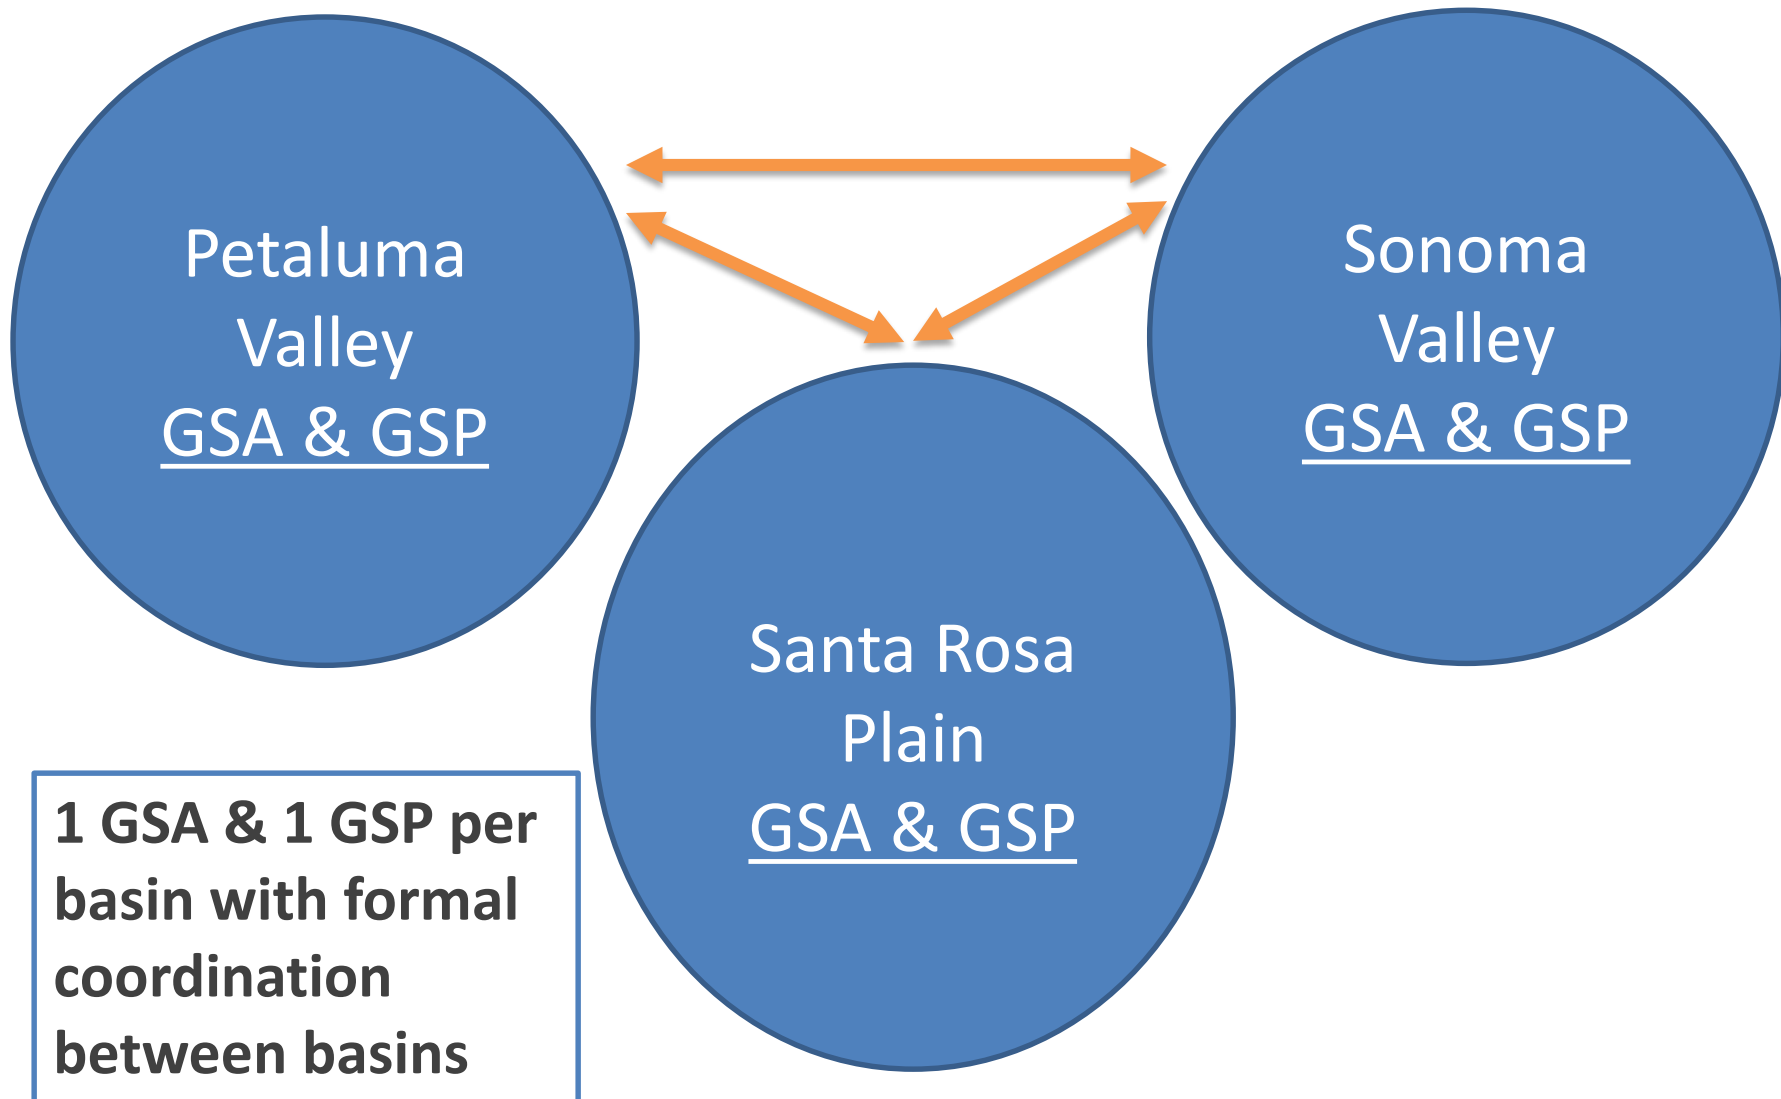 Petaluma
Valley
GSA & GSP
Sonoma
Valley
GSA & GSP
Santa Rosa
Plain
GSA & GSP
1 GSA & 1 GSP per
basin with formal
coordination
between basins